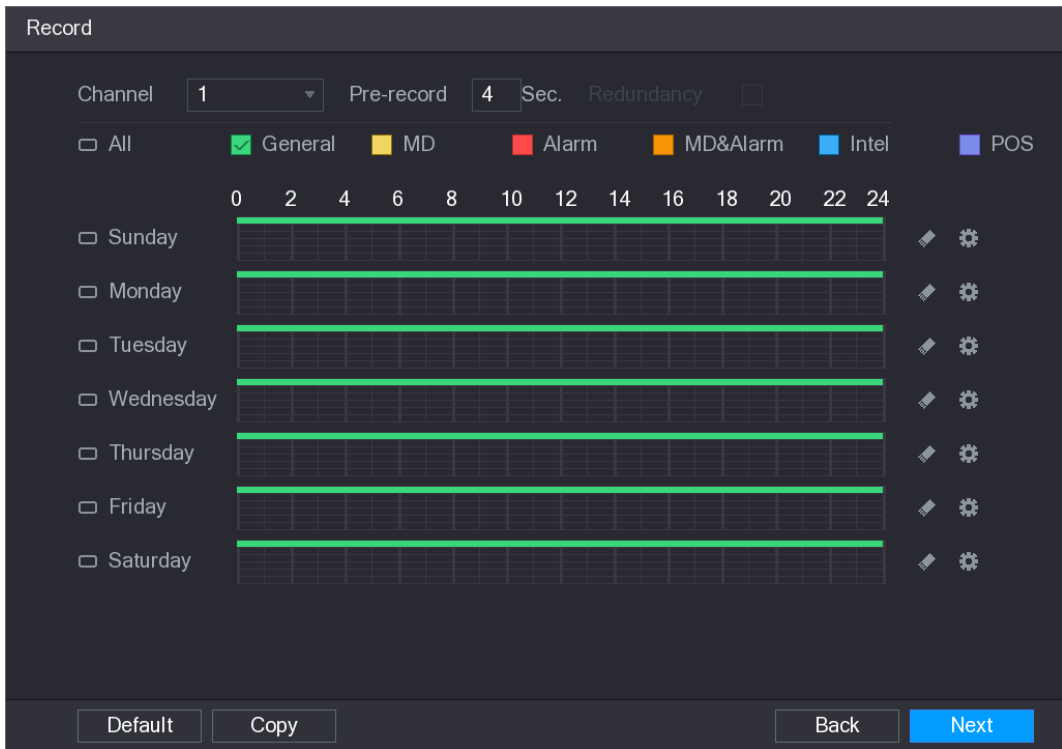 Record
Channel 1 Pre-record 4 Sec. Redundancy
All General MD Alarm MD&Alarm Intel POS
0 2 4 6 8 10 12 14 16 18 20 22 24
Sunday
Monday
Tuesday
Wednesday
Thursday
Friday
Saturday
Default Copy Back Next